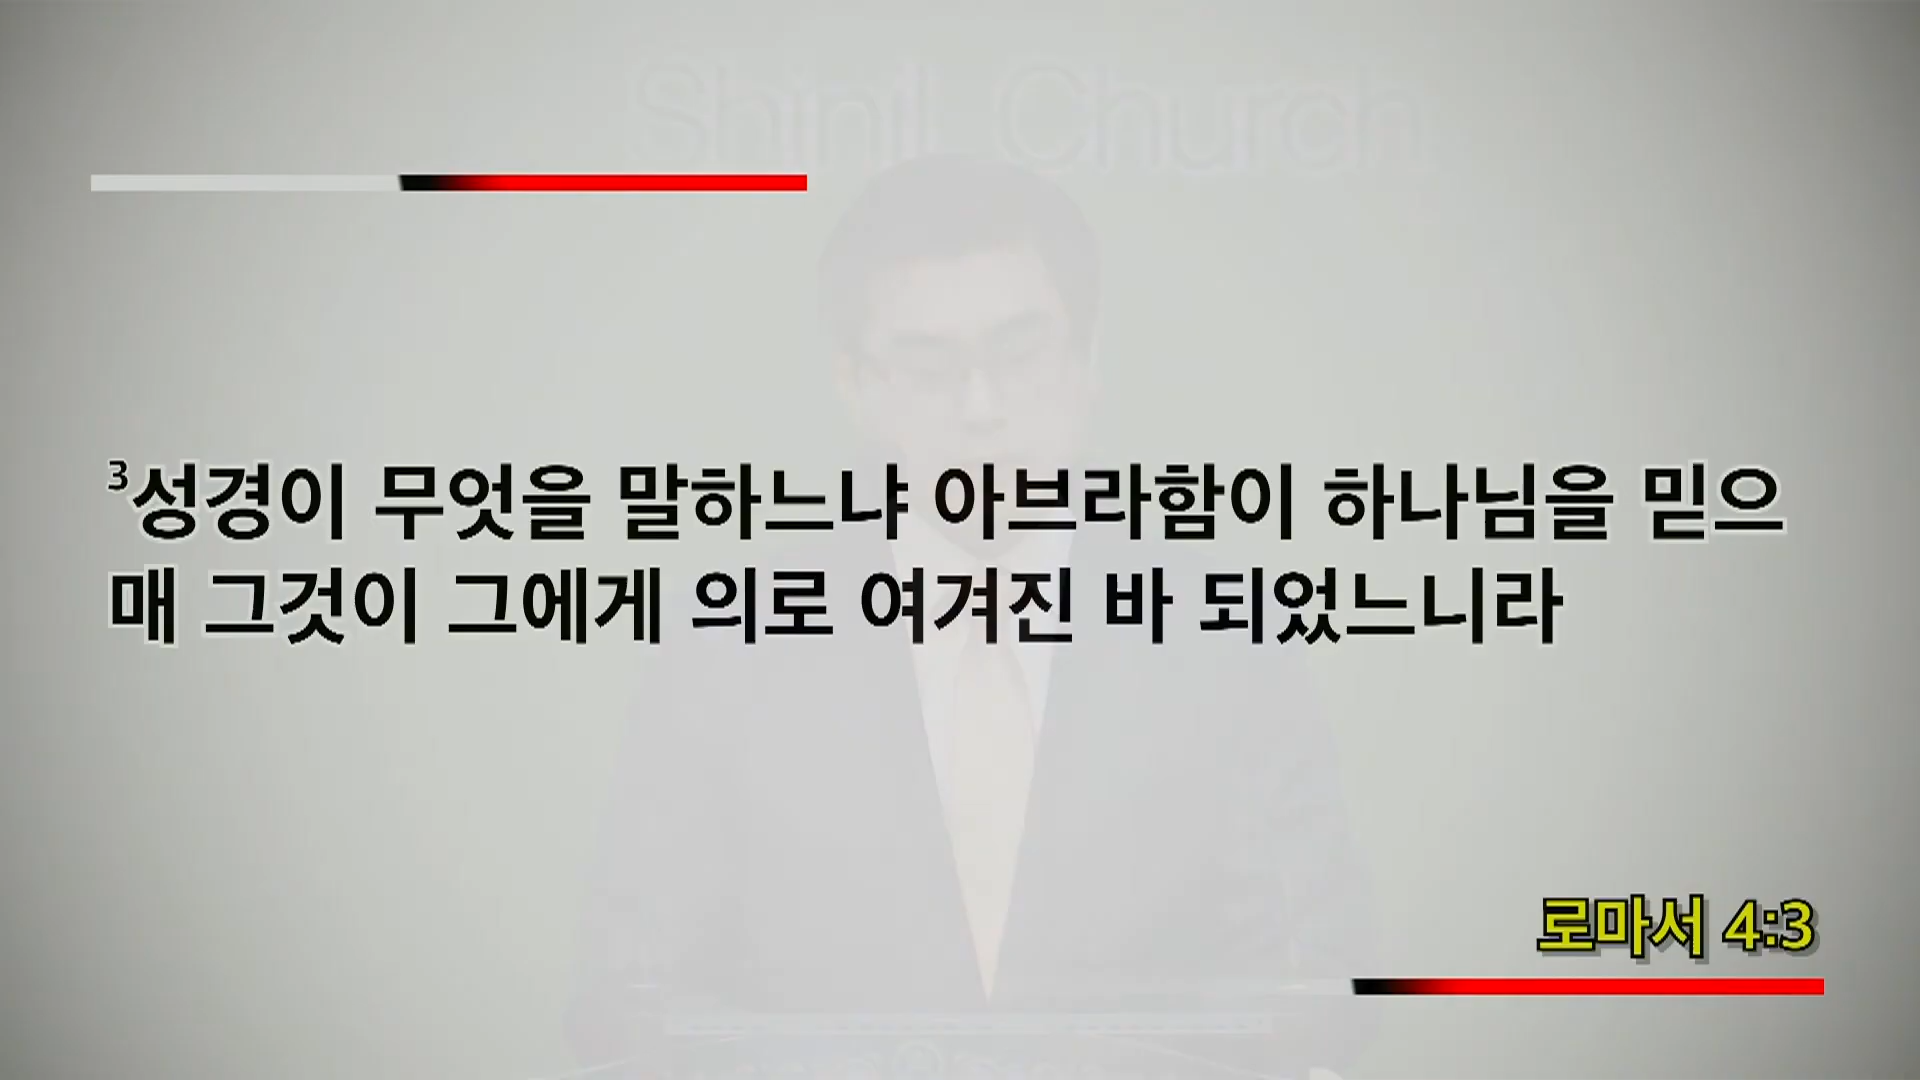 Shinil Church
³성경이 무엇을 말하느냐 아브라함이 하나님을 믿으
매 그것이 그에게 의로 여겨진 바 되었느니라
로마서 4:3